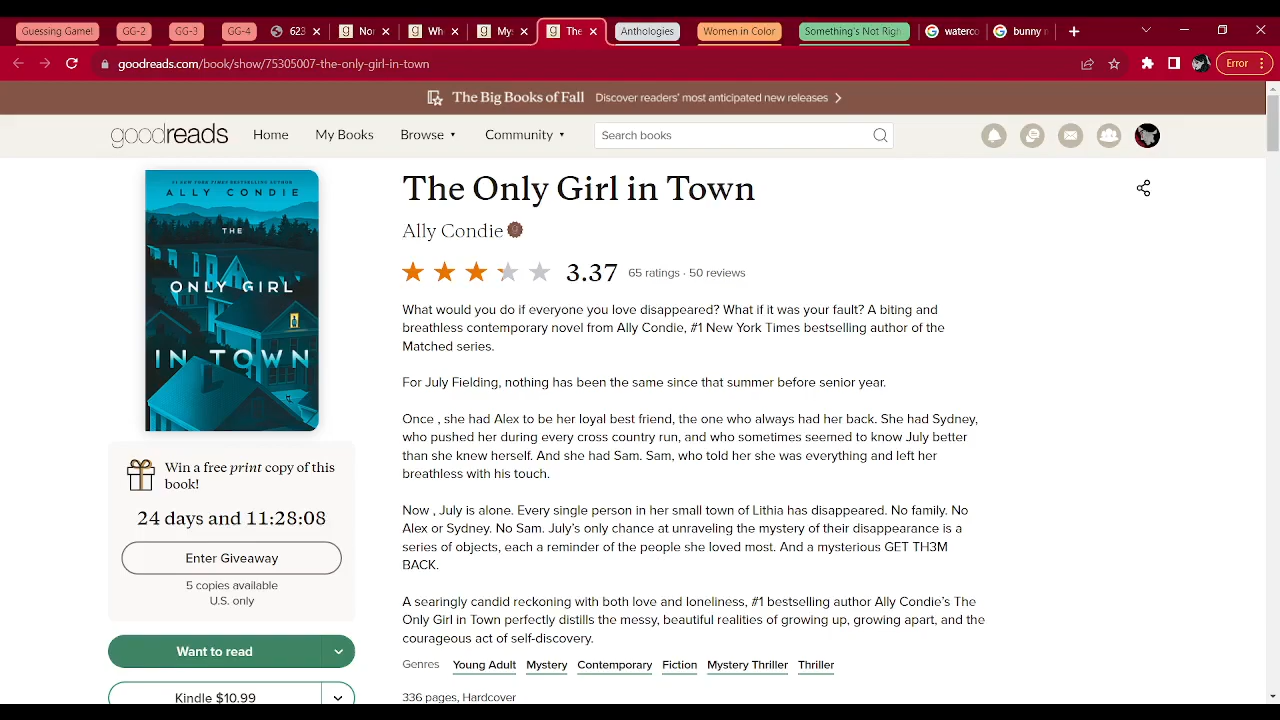 Guessing Game!
GG-2
GG-3
GG-4
623
Nor
Wh
My
The
Anthologies
Women in Color
Something's Not Righ
waterco
bunny
goodreads.com/book/show/75305007-the-only-girl-in-town
Error
The Big Books of Fall Discover readers' most anticipated new releases
goodreads
Home
My Books
Browse
Community
Search books
#1 NEW YORK TIMES BESTSELLING AUTHOR
ALLY CONDIE
THE
ONLY GIRL
IN TOWN
The Only Girl in Town
Ally Condie
3.37 65 ratings · 50 reviews
What would you do if everyone you love disappeared? What if it was your fault? A biting and
breathless contemporary novel from Ally Condie, #1 New York Times bestselling author of the
Matched series.
For July Fielding, nothing has been the same since that summer before senior year.
Once , she had Alex to be her loyal best friend, the one who always had her back. She had Sydney,
who pushed her during every cross country run, and who sometimes seemed to know July better
than she knew herself. And she had Sam. Sam, who told her she was everything and left her
breathless with his touch.
Now , July is alone. Every single person in her small town of Lithia has disappeared. No family. No
Alex or Sydney. No Sam. July's only chance at unraveling the mystery of their disappearance is a
series of objects, each a reminder of the people she loved most. And a mysterious GET TH3M
BACK.
A searingly candid reckoning with both love and loneliness, #1 bestselling author Ally Condie's The
Only Girl in Town perfectly distills the messy, beautiful realities of growing up, growing apart, and the
courageous act of self-discovery.
Genres Young Adult Mystery Contemporary Fiction Mystery Thriller Thriller
336 pages, Hardcover
Win a free print copy of this
book!
24 days and 11:28:08
Enter Giveaway
5 copies available
U.S. only
Want to read
Kindle $10.99